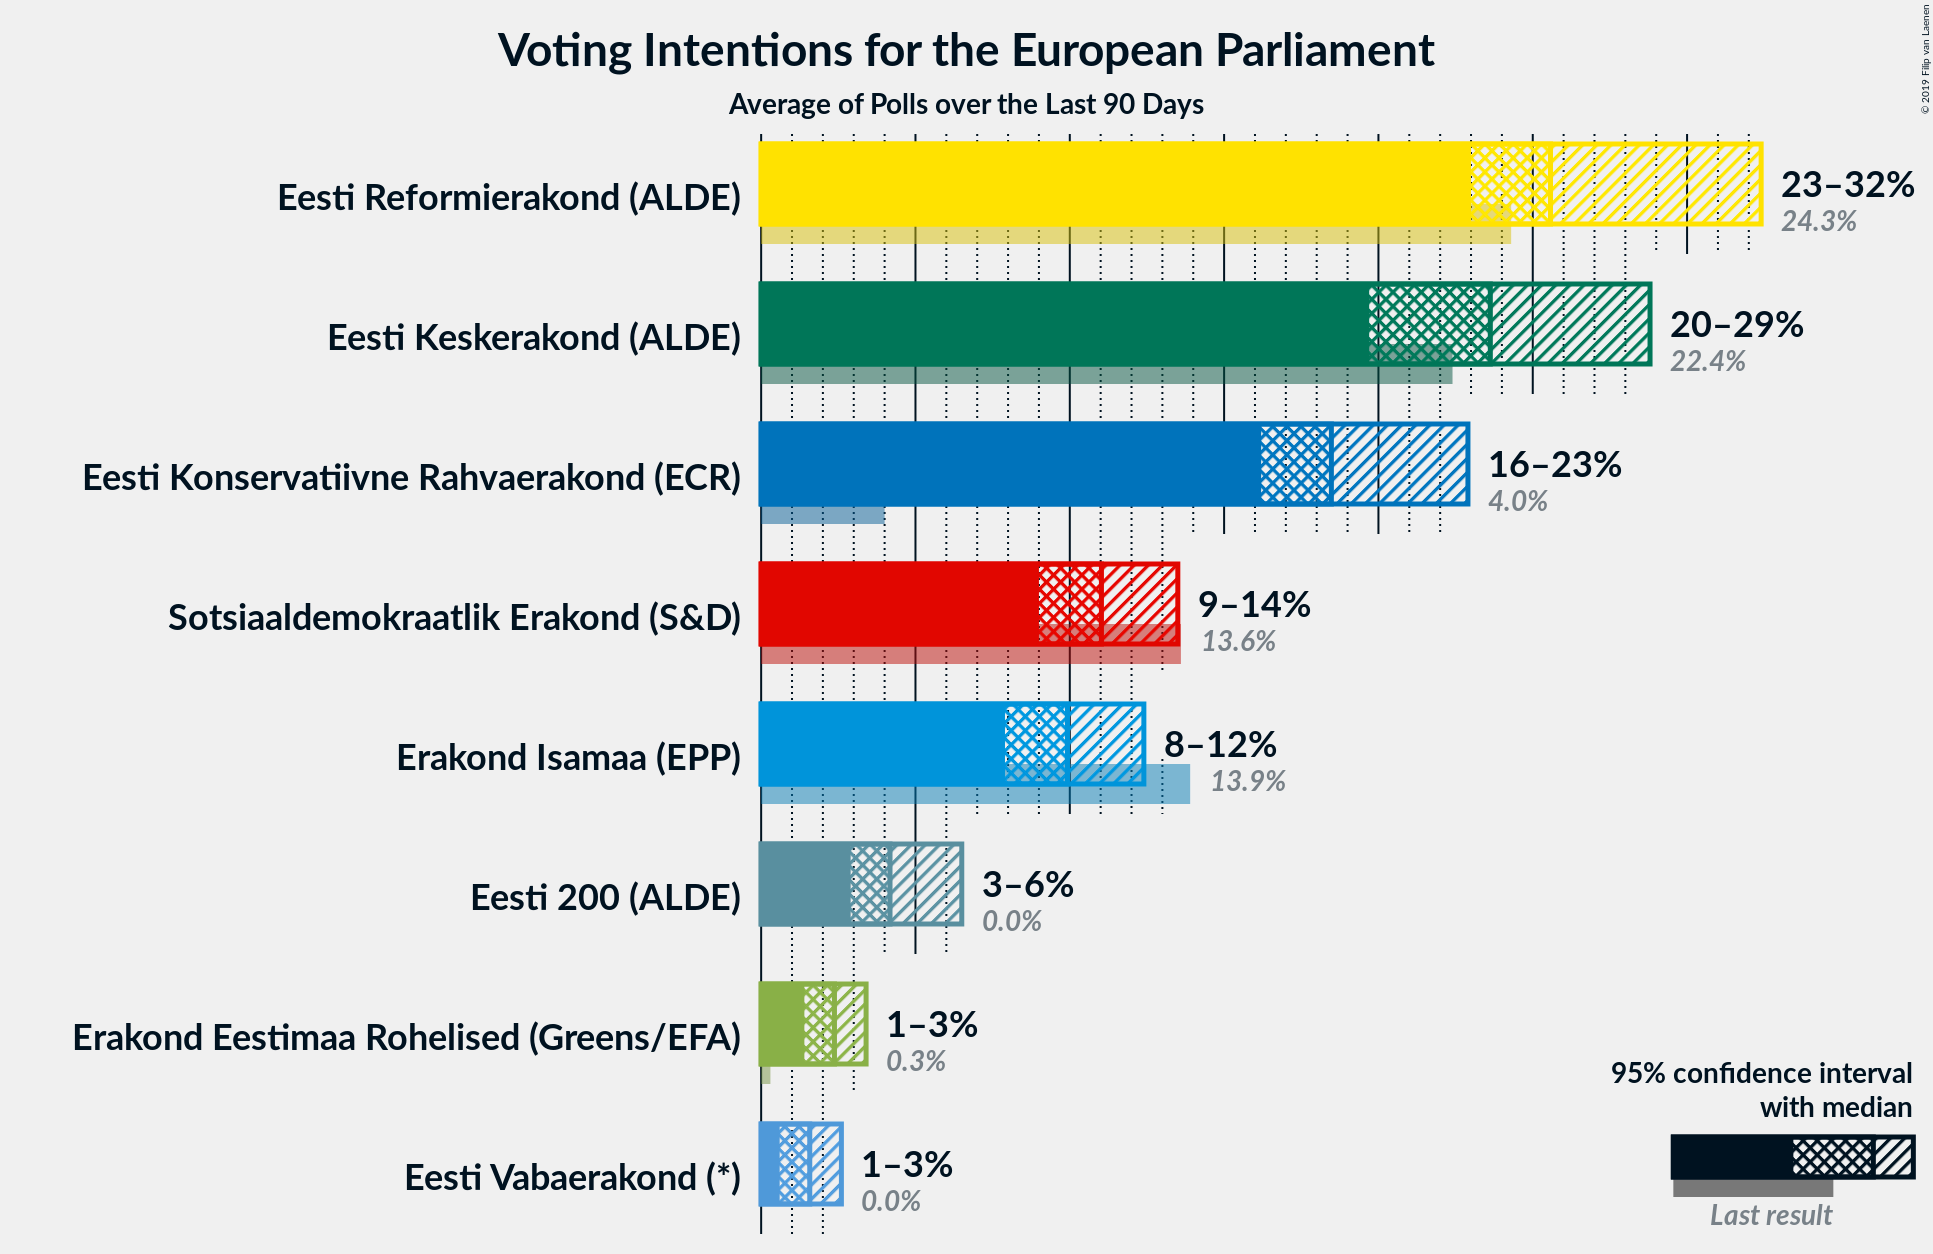 Voting Intentions for the European Parliament
Average of Polls over the Last 90 Days
© 2019 Filip van Laenen
Eesti Reformierakond (ALDE)
23–32%
24.3%
Eesti Keskerakond (ALDE)
20–29%
22.4%
Eesti Konservatiivne Rahvaerakond (ECR)
16–23%
4.0%
Sotsiaaldemokraatlik Erakond (S&D)
9–14%
13.6%
Erakond Isamaa (EPP)
8–12%
13.9%
Eesti 200 (ALDE)
3–6%
0.0%
Erakond Eestimaa Rohelised (Greens/EFA)
1–3%
0.3%
Eesti Vabaerakond (*)
1–3%
0.0%
95% confidence interval
with median
Last result